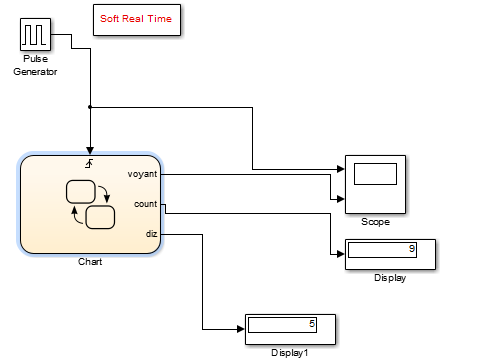 Soft Real Time
Pulse
Generator
voyant
count
diz
Chart
Scope
9
Display
5
Display1